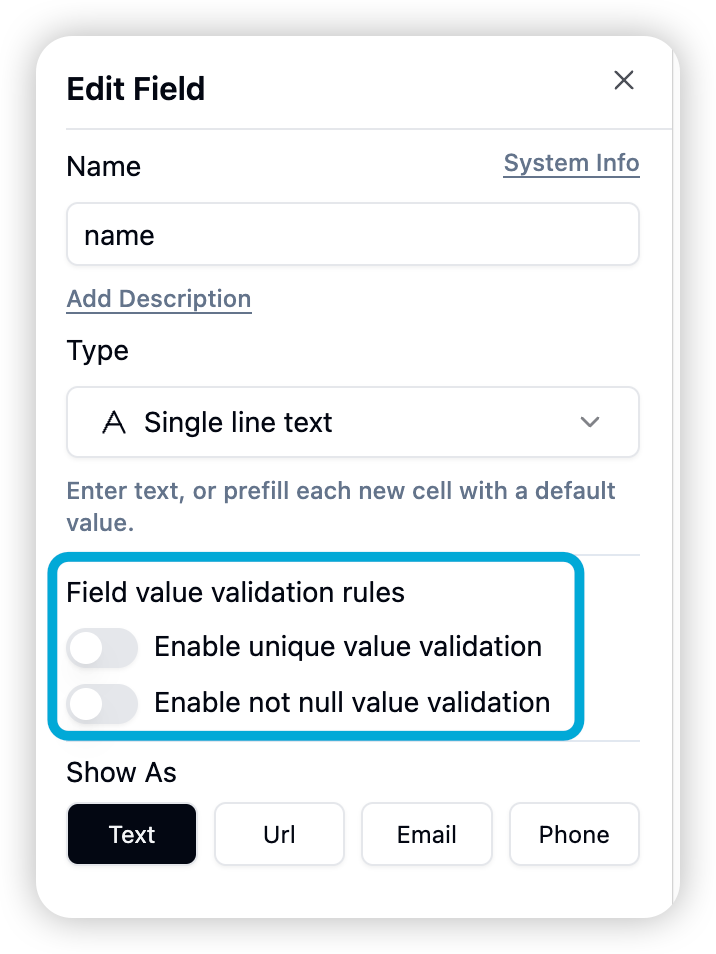 Edit Field
Name
System Info
name
Add Description
Type
Single line text
Enter text, or prefill each new cell with a default
value.
Field value validation rules
Enable unique value validation
Enable not null value validation
Show As
Text
Url
Email
Phone